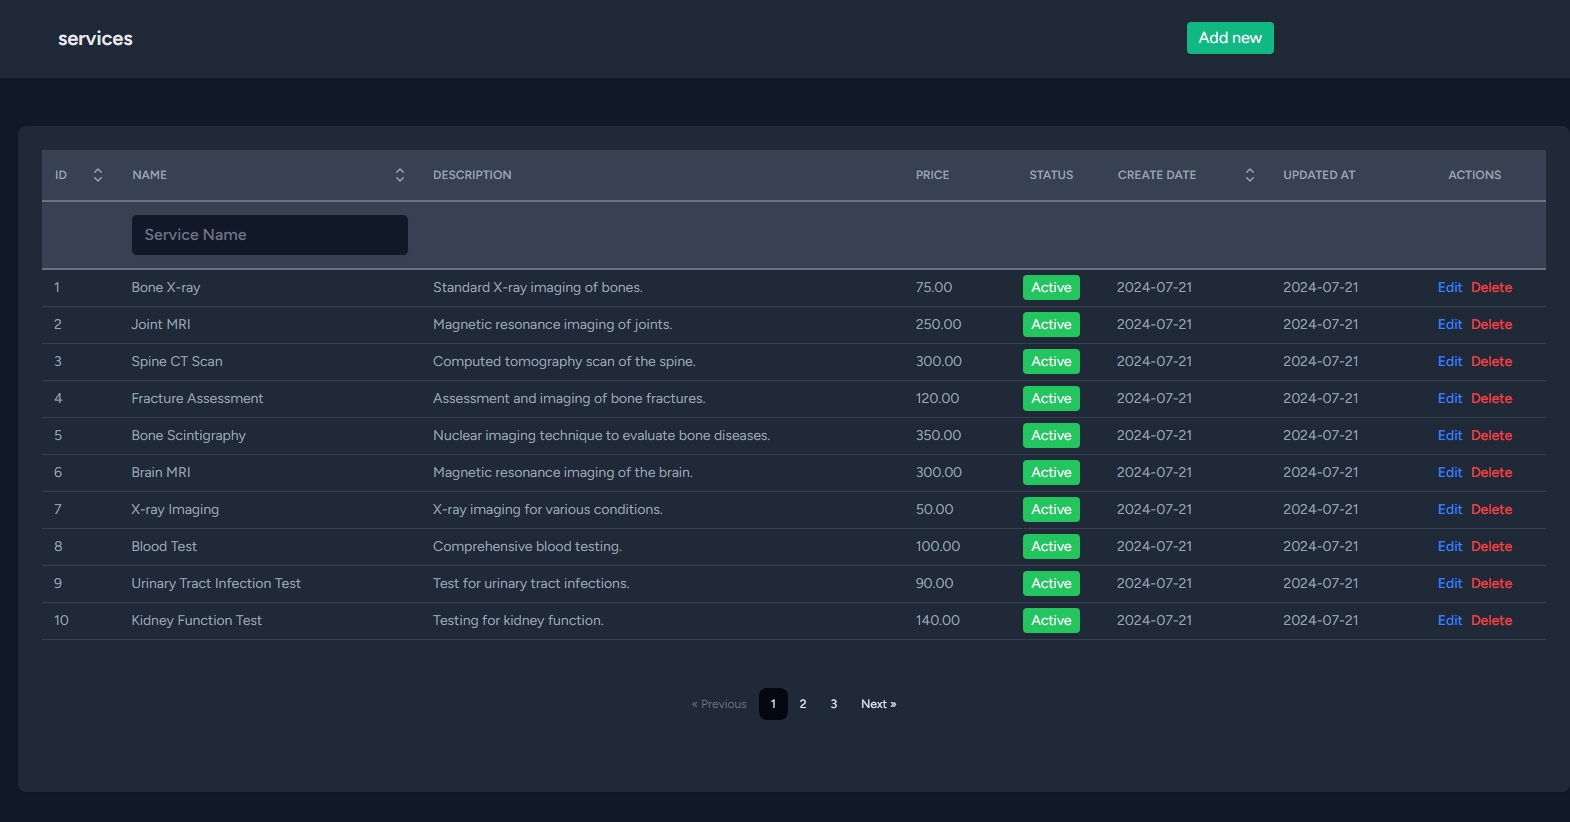 services
Add new
ID NAME DESCRIPTION PRICE STATUS CREATE DATE UPDATED AT ACTIONS
Service Name
1 Bone X-ray Standard X-ray imaging of bones. 75.00 Active 2024-07-21 2024-07-21 Edit Delete
2 Joint MRI Magnetic resonance imaging of joints. 250.00 Active 2024-07-21 2024-07-21 Edit Delete
3 Spine CT Scan Computed tomography scan of the spine. 300.00 Active 2024-07-21 2024-07-21 Edit Delete
4 Fracture Assessment Assessment and imaging of bone fractures. 120.00 Active 2024-07-21 2024-07-21 Edit Delete
5 Bone Scintigraphy Nuclear imaging technique to evaluate bone diseases. 350.00 Active 2024-07-21 2024-07-21 Edit Delete
6 Brain MRI Magnetic resonance imaging of the brain. 300.00 Active 2024-07-21 2024-07-21 Edit Delete
7 X-ray Imaging X-ray imaging for various conditions. 50.00 Active 2024-07-21 2024-07-21 Edit Delete
8 Blood Test Comprehensive blood testing. 100.00 Active 2024-07-21 2024-07-21 Edit Delete
9 Urinary Tract Infection Test Test for urinary tract infections. 90.00 Active 2024-07-21 2024-07-21 Edit Delete
10 Kidney Function Test Testing for kidney function. 140.00 Active 2024-07-21 2024-07-21 Edit Delete
« Previous 1 2 3 Next »